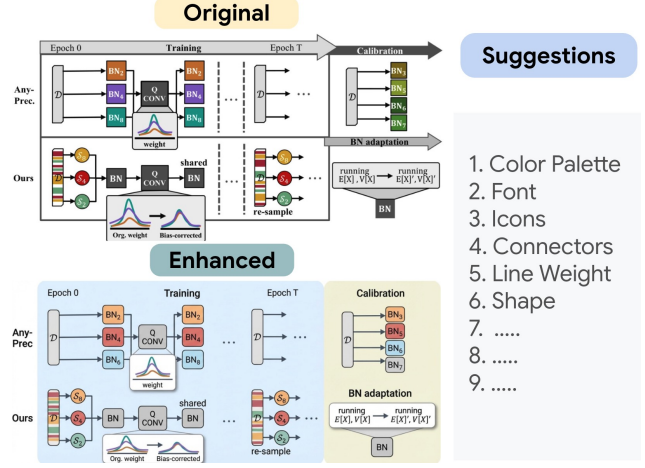 Original
Suggestions
Epoch 0 Training Epoch T Calibration
Any-Prec.
D
BN2 BN2
BN4 BN4
BN8 BN8
Q CONV
weight
...
D
...
D
BN3
BN5
BN6
BN7
BN adaptation
Ours
D
S8
S4
S2
BN
Q CONV
shared
BN
Org. weight Bias-corrected
...
D
S8
S4
S2
...
re-sample
running E[X], V[X] running E[X]', V[X]'
BN
1. Color Palette
2. Font
3. Icons
4. Connectors
5. Line Weight
6. Shape
7. .....
8. .....
9. .....
Enhanced
Epoch 0 Training Epoch T Calibration
Any-Prec
D
BN2 BN2
BN4 BN4
BN6 BN8
Q CONV
weight
...
D
...
D
BN3
BN5
BN6
BN7
BN adaptation
Ours
D
S8
S4
S2
BN
Q CONV
shared
BN
Org. weight Bias-corrected
...
D
S8
S4
S2
...
re-sample
running E[X], V[X] running E[X]', V[X]'
BN